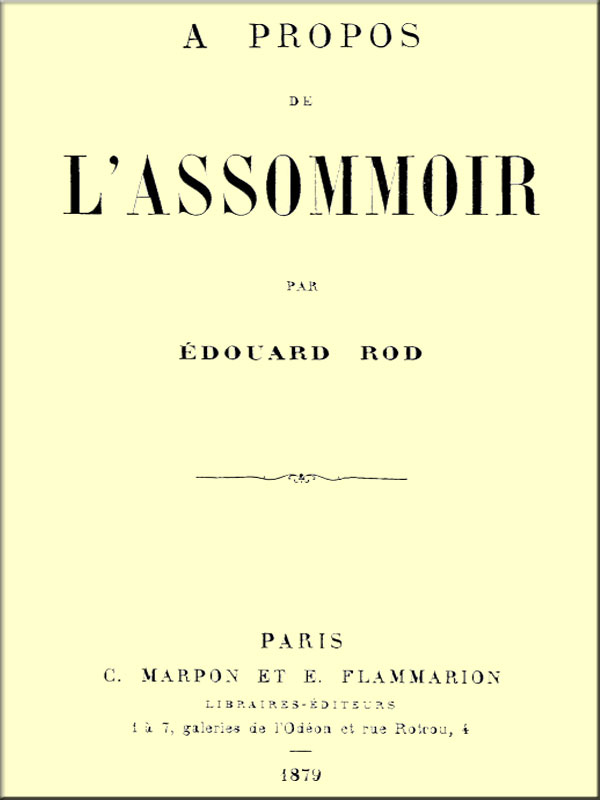 A PROPOS
DE
L'ASSOMMOIR
PAR
ÉDOUARD ROD
PARIS
C. MARPON ET E. FLAMMARION
LIBRAIRES-ÉDITEURS
1 à 7, galeries de l'Odéon et rue Rotrou, 4
1879